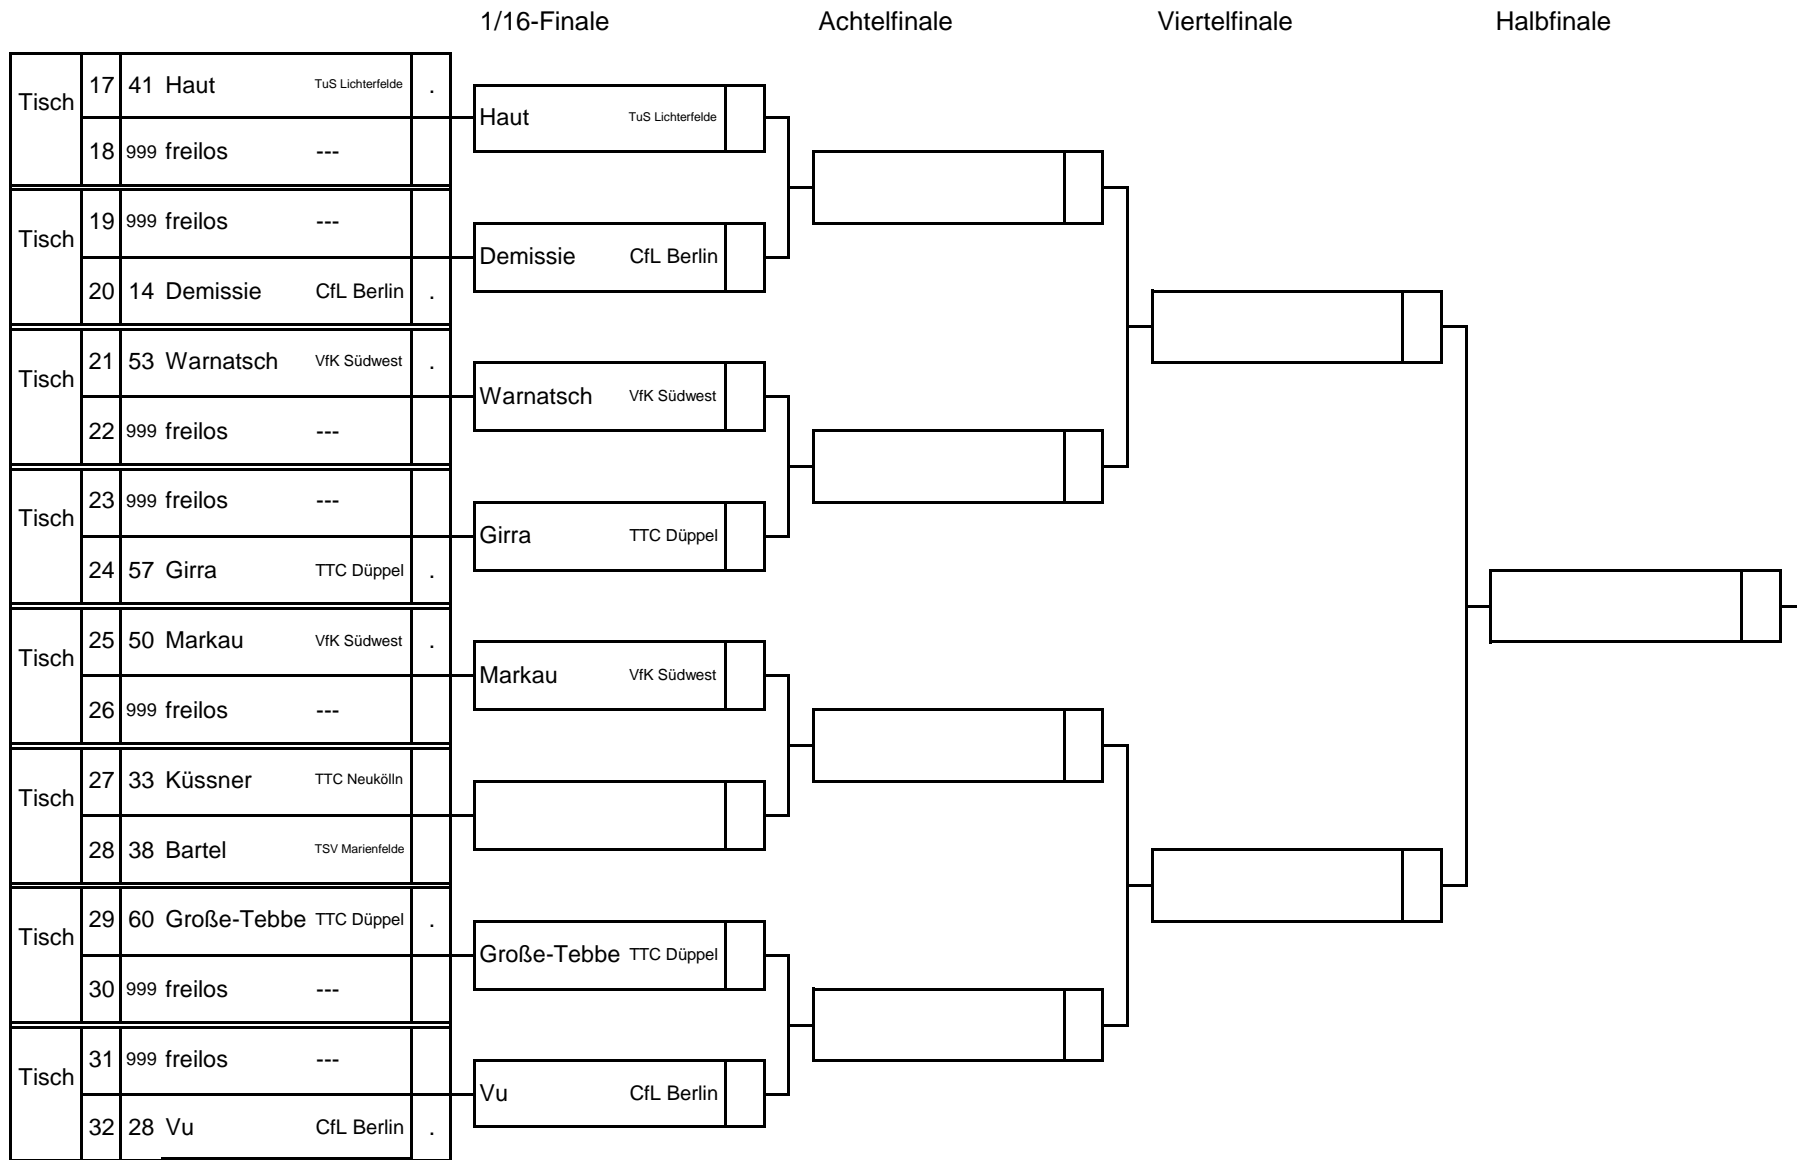 1/16-Finale Achtelfinale Viertelfinale Halbfinale
Tisch 17 41 Haut TuS Lichterfelde .
18 999 freilos ---
Haut TuS Lichterfelde
Tisch 19 999 freilos ---
20 14 Demissie CfL Berlin .
Demissie CfL Berlin
Tisch 21 53 Warnatsch VfK Südwest .
22 999 freilos ---
Warnatsch VfK Südwest
Tisch 23 999 freilos ---
24 57 Girra TTC Düppel .
Girra TTC Düppel
Tisch 25 50 Markau VfK Südwest .
26 999 freilos ---
Markau VfK Südwest
Tisch 27 33 Küssner TTC Neukölln
28 38 Bartel TSV Marienfelde
Tisch 29 60 Große-Tebbe TTC Düppel .
30 999 freilos ---
Große-Tebbe TTC Düppel
Tisch 31 999 freilos ---
32 28 Vu CfL Berlin .
Vu CfL Berlin